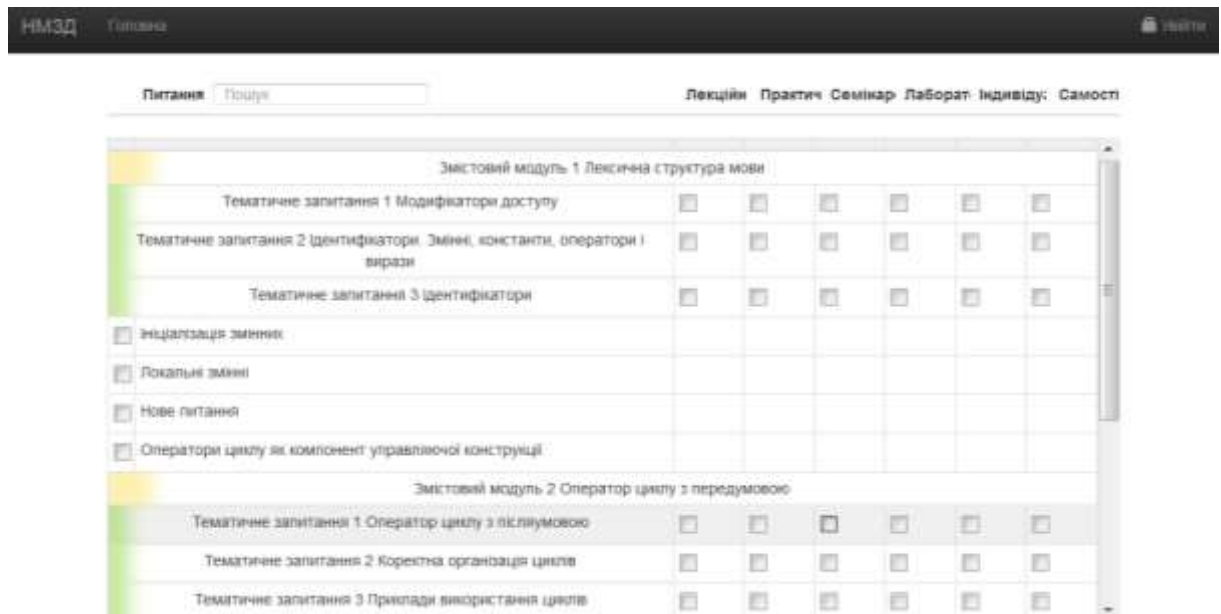 НМЗД Головна Увійти
Питання Пошук Лекційн Практич Семінар Лаборат Індивіду: Самості
Змістовий модуль 1 Лексична структура мови
Тематичне запитання 1 Модифікатори доступу
Тематичне запитання 2 Ідентифікатори. Змінні, константи, оператори і
вирази
Тематичне запитання 3 Ідентифікатори
Ініціалізація змінних
Локальні змінні
Нове питання
Оператори циклу як компонент управляючої конструкції
Змістовий модуль 2 Оператор циклу з передумовою
Тематичне запитання 1 Оператор циклу з післяумовою
Тематичне запитання 2 Коректна організація циклів
Тематичне запитання 3 Приклади використання циклів